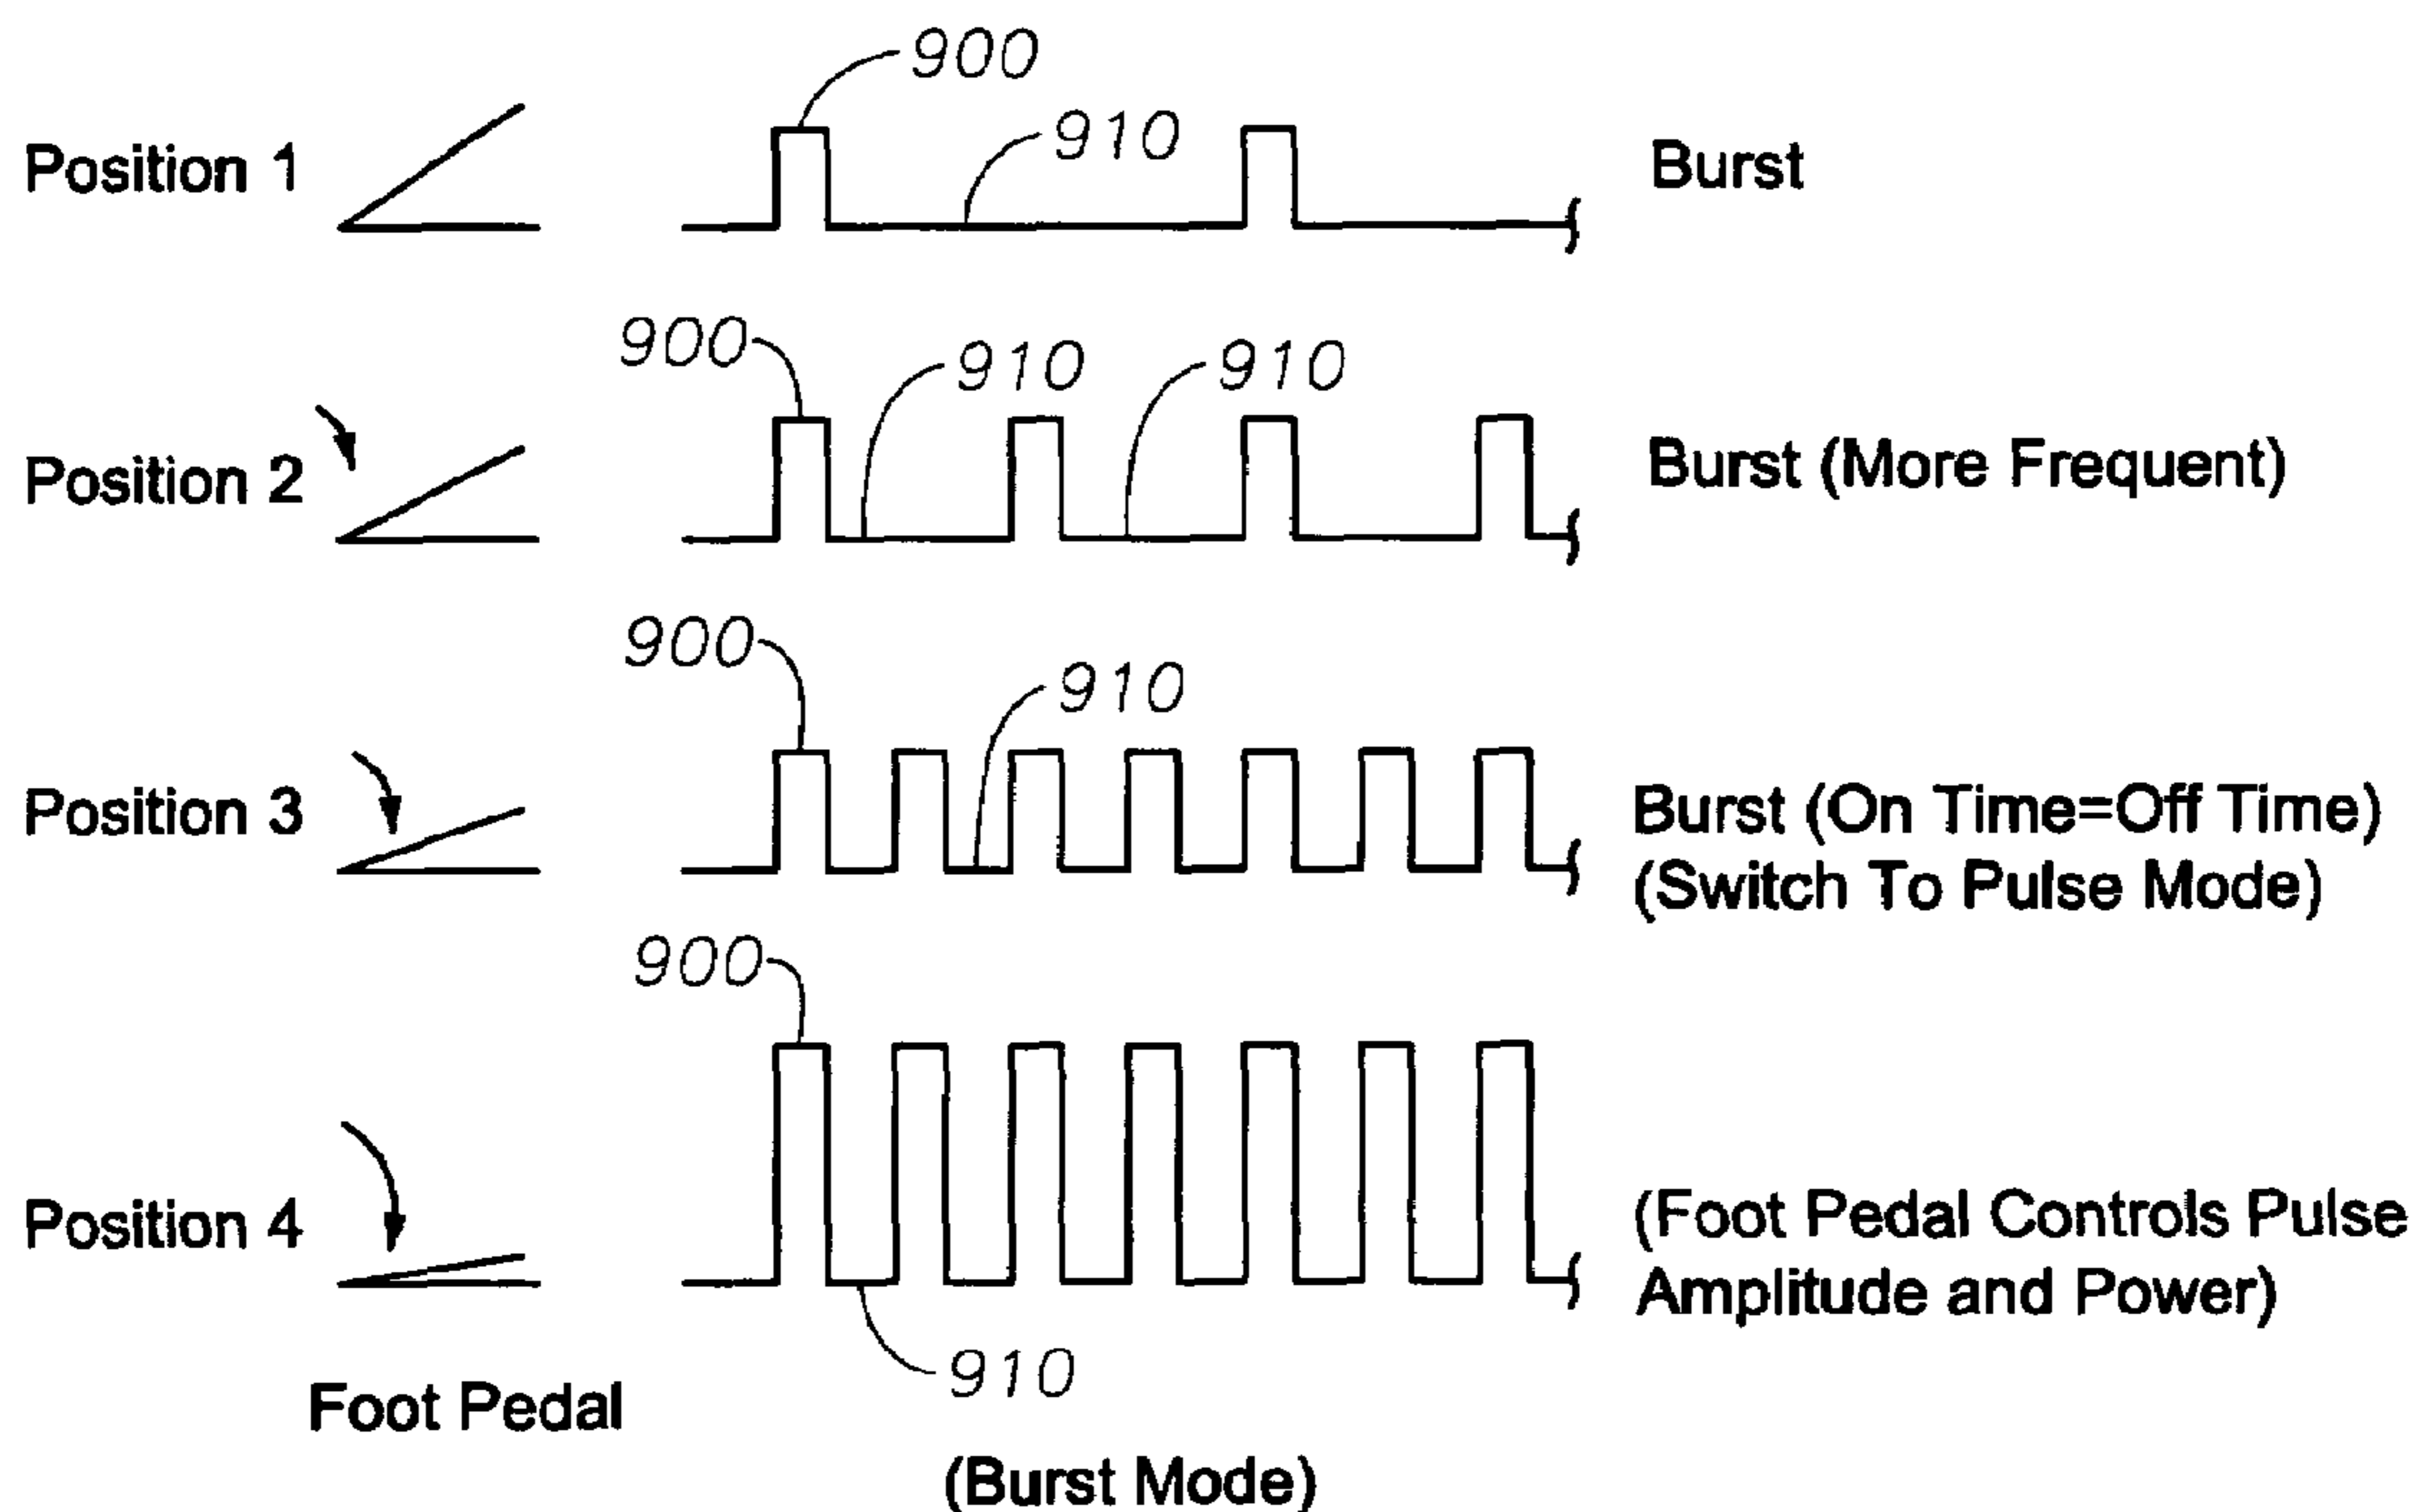 900
910
Position 1
Burst
900
910
910
Position 2
Burst (More Frequent)
900
910
Position 3
Burst (On Time=Off Time)
(Switch To Pulse Mode)
900
Position 4
(Foot Pedal Controls Pulse
Amplitude and Power)
910
Foot Pedal
(Burst Mode)